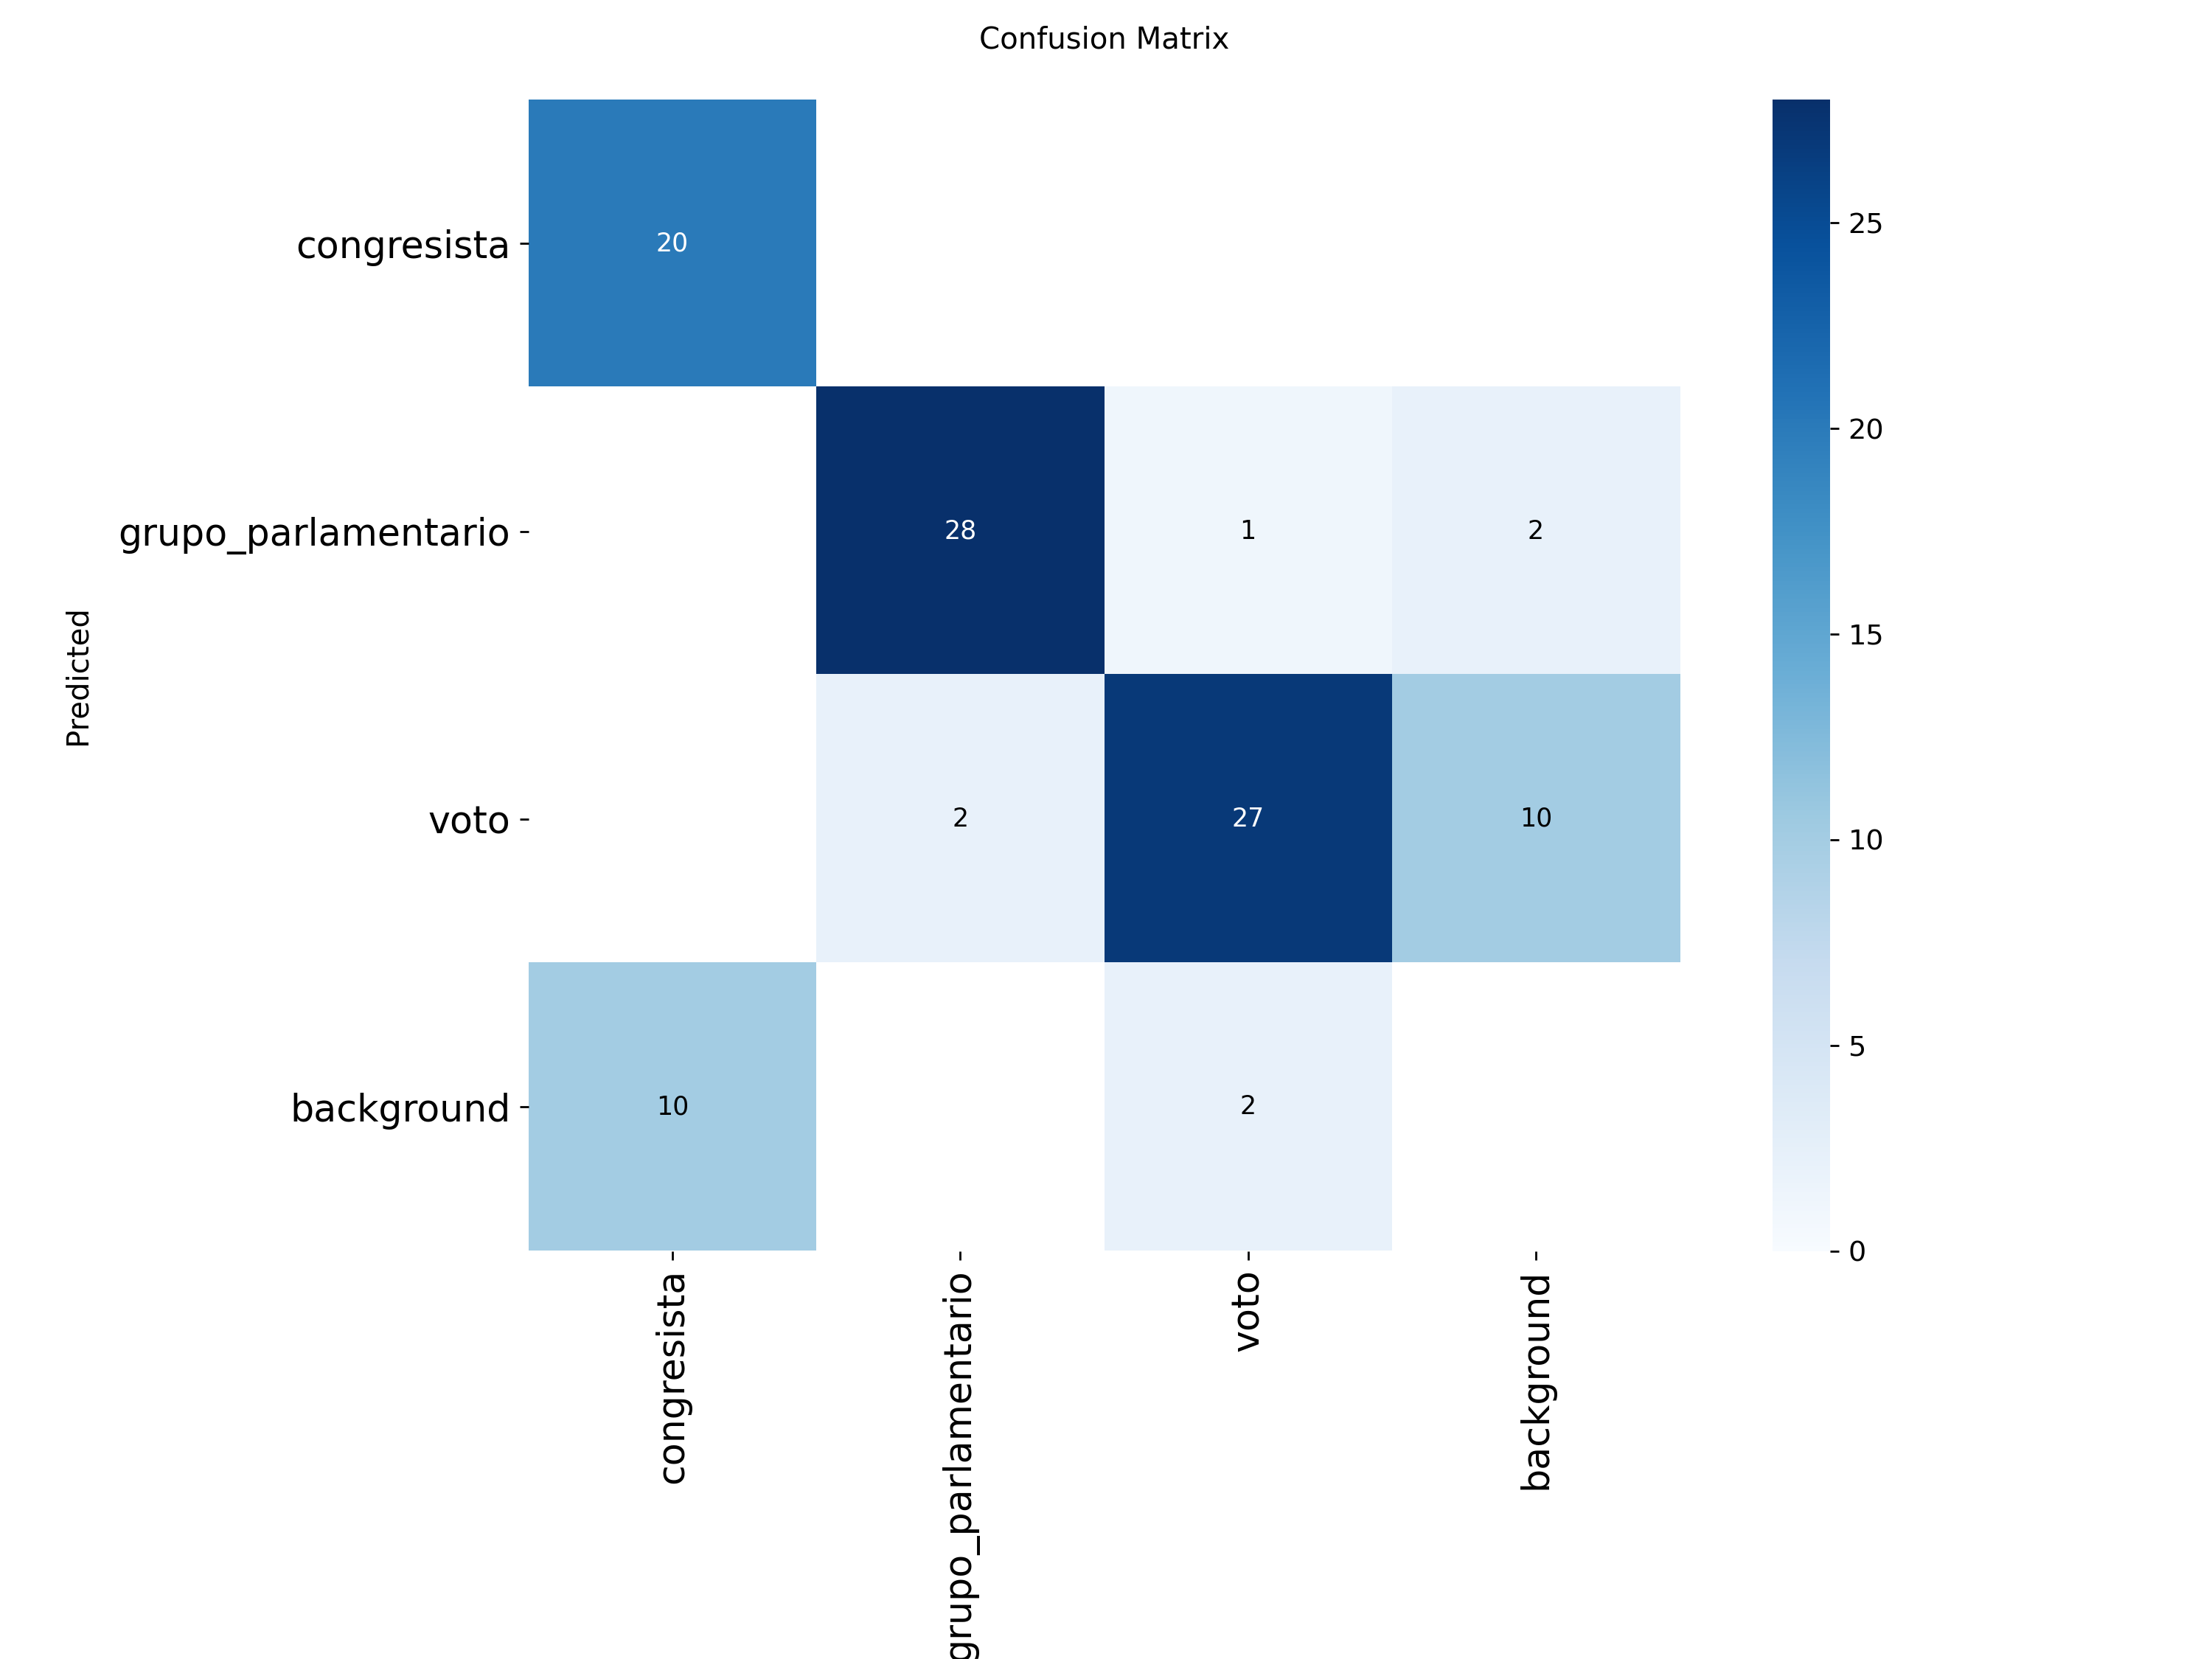 Confusion Matrix
congresista
20
grupo_parlamentario
28
1
2
voto
2
27
10
background
10
2
Predicted
congresista
grupo_parlamentario
voto
background
25
20
15
10
5
0